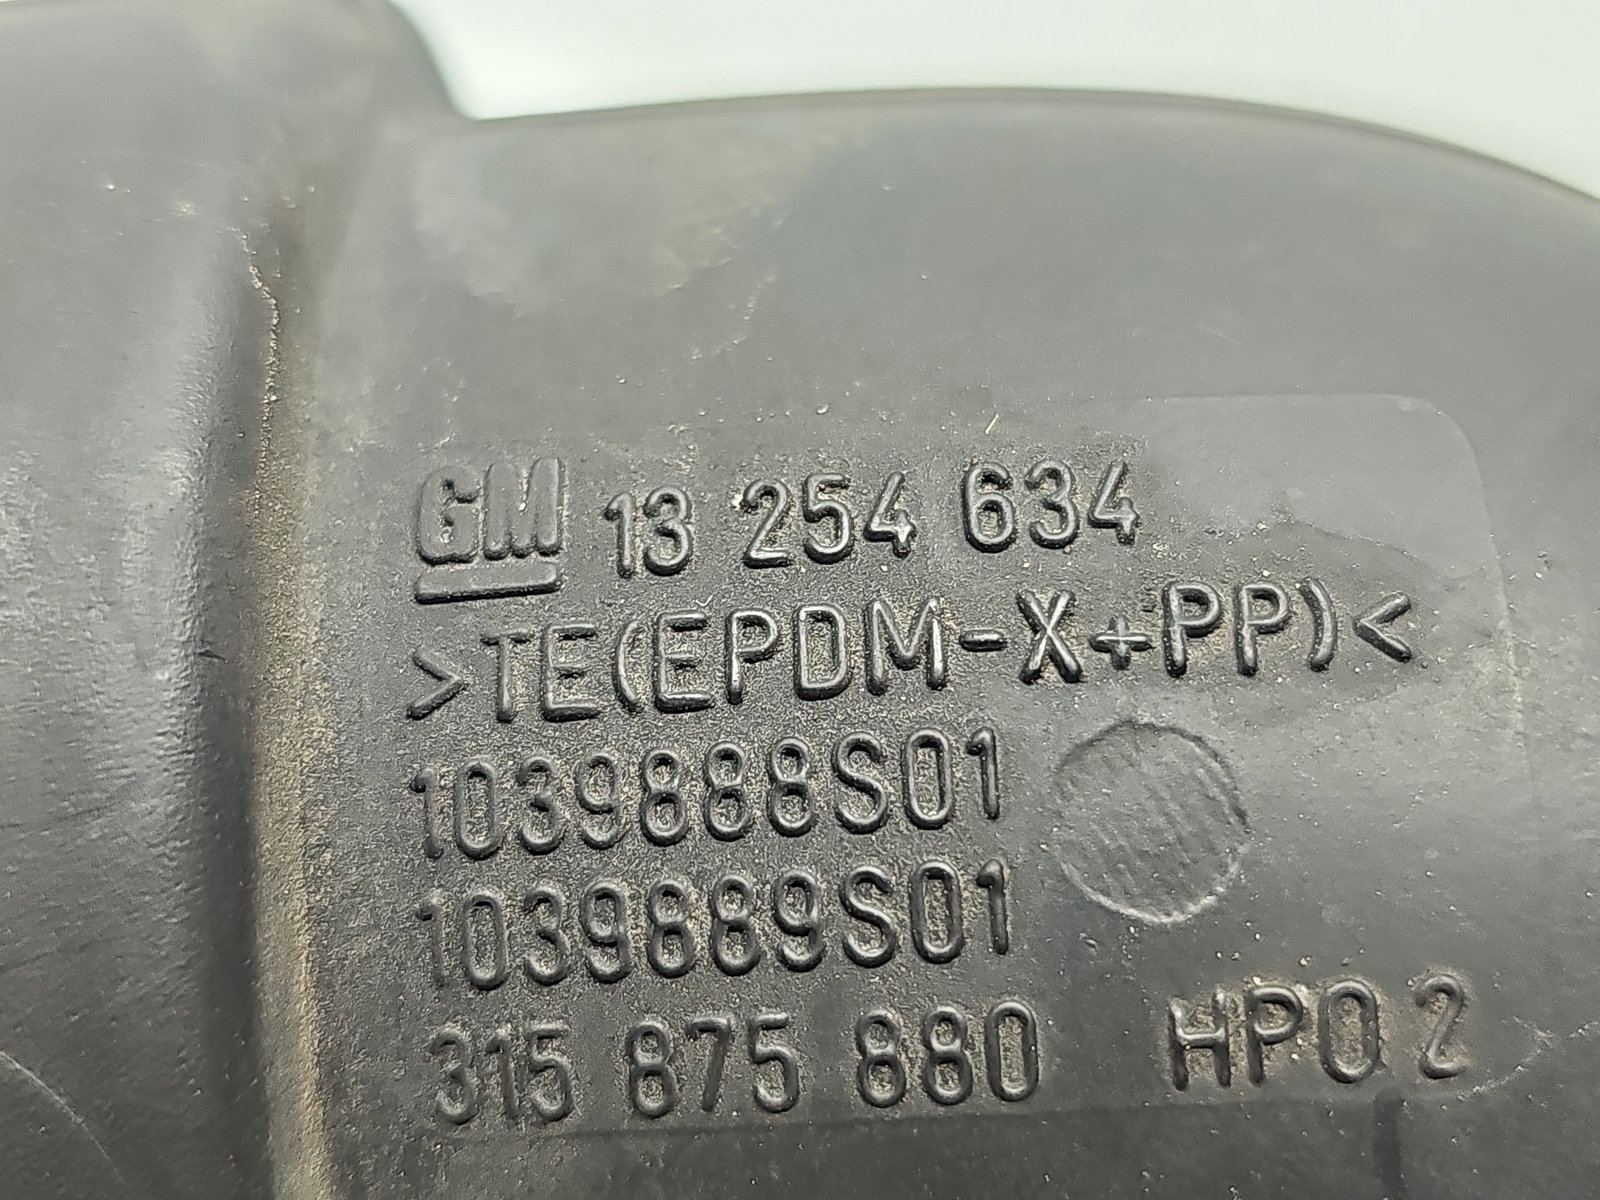 GM 13 254 634
>TE(EPDM-X+PP)<
1039888S01
1039889S01
315 875 880 HPO 2